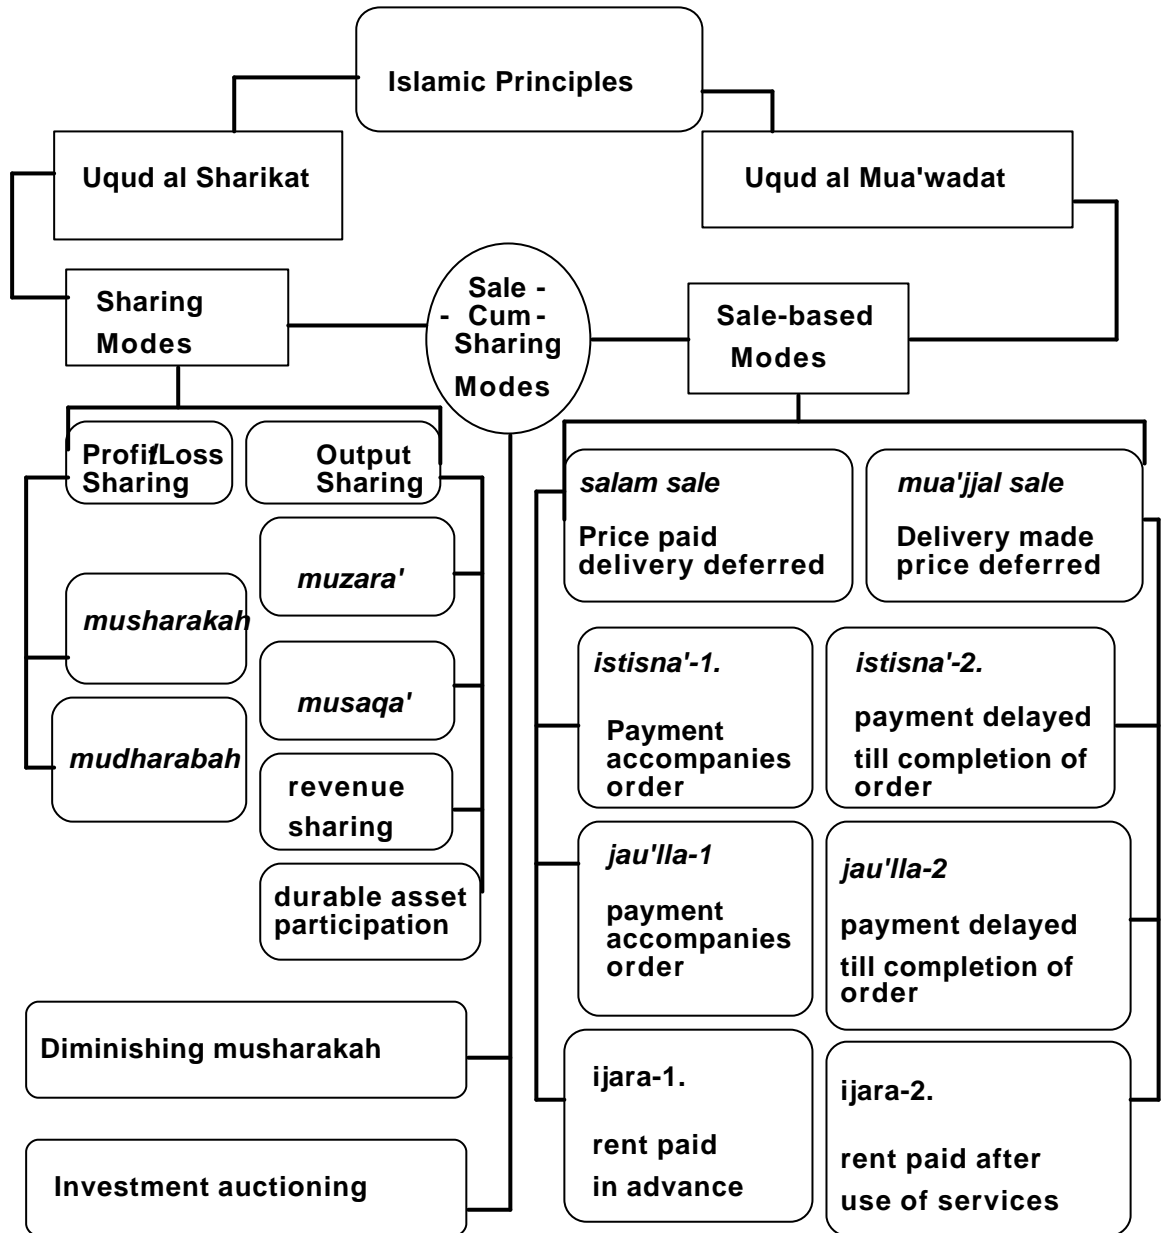 Islamic Principles
Uqud al Sharikat
Uqud al Mua'wadat
Sharing
Modes
Sale -
- Cum -
Sharing
Modes
Sale-based
Modes
Profit/Loss
Sharing
Output
Sharing
musharakah
mudharabah
muzara'
musaqa'
revenue
sharing
durable asset
participation
salam sale
Price paid
delivery deferred
mua'jjal sale
Delivery made
price deferred
istisna'-1.
Payment
accompanies
order
istisna'-2.
payment delayed
till completion of
order
jau'lla-1
payment
accompanies
order
jau'lla-2
payment delayed
till completion of
order
ijara-1.
rent paid
in advance
ijara-2.
rent paid after
use of services
Diminishing musharakah
Investment auctioning